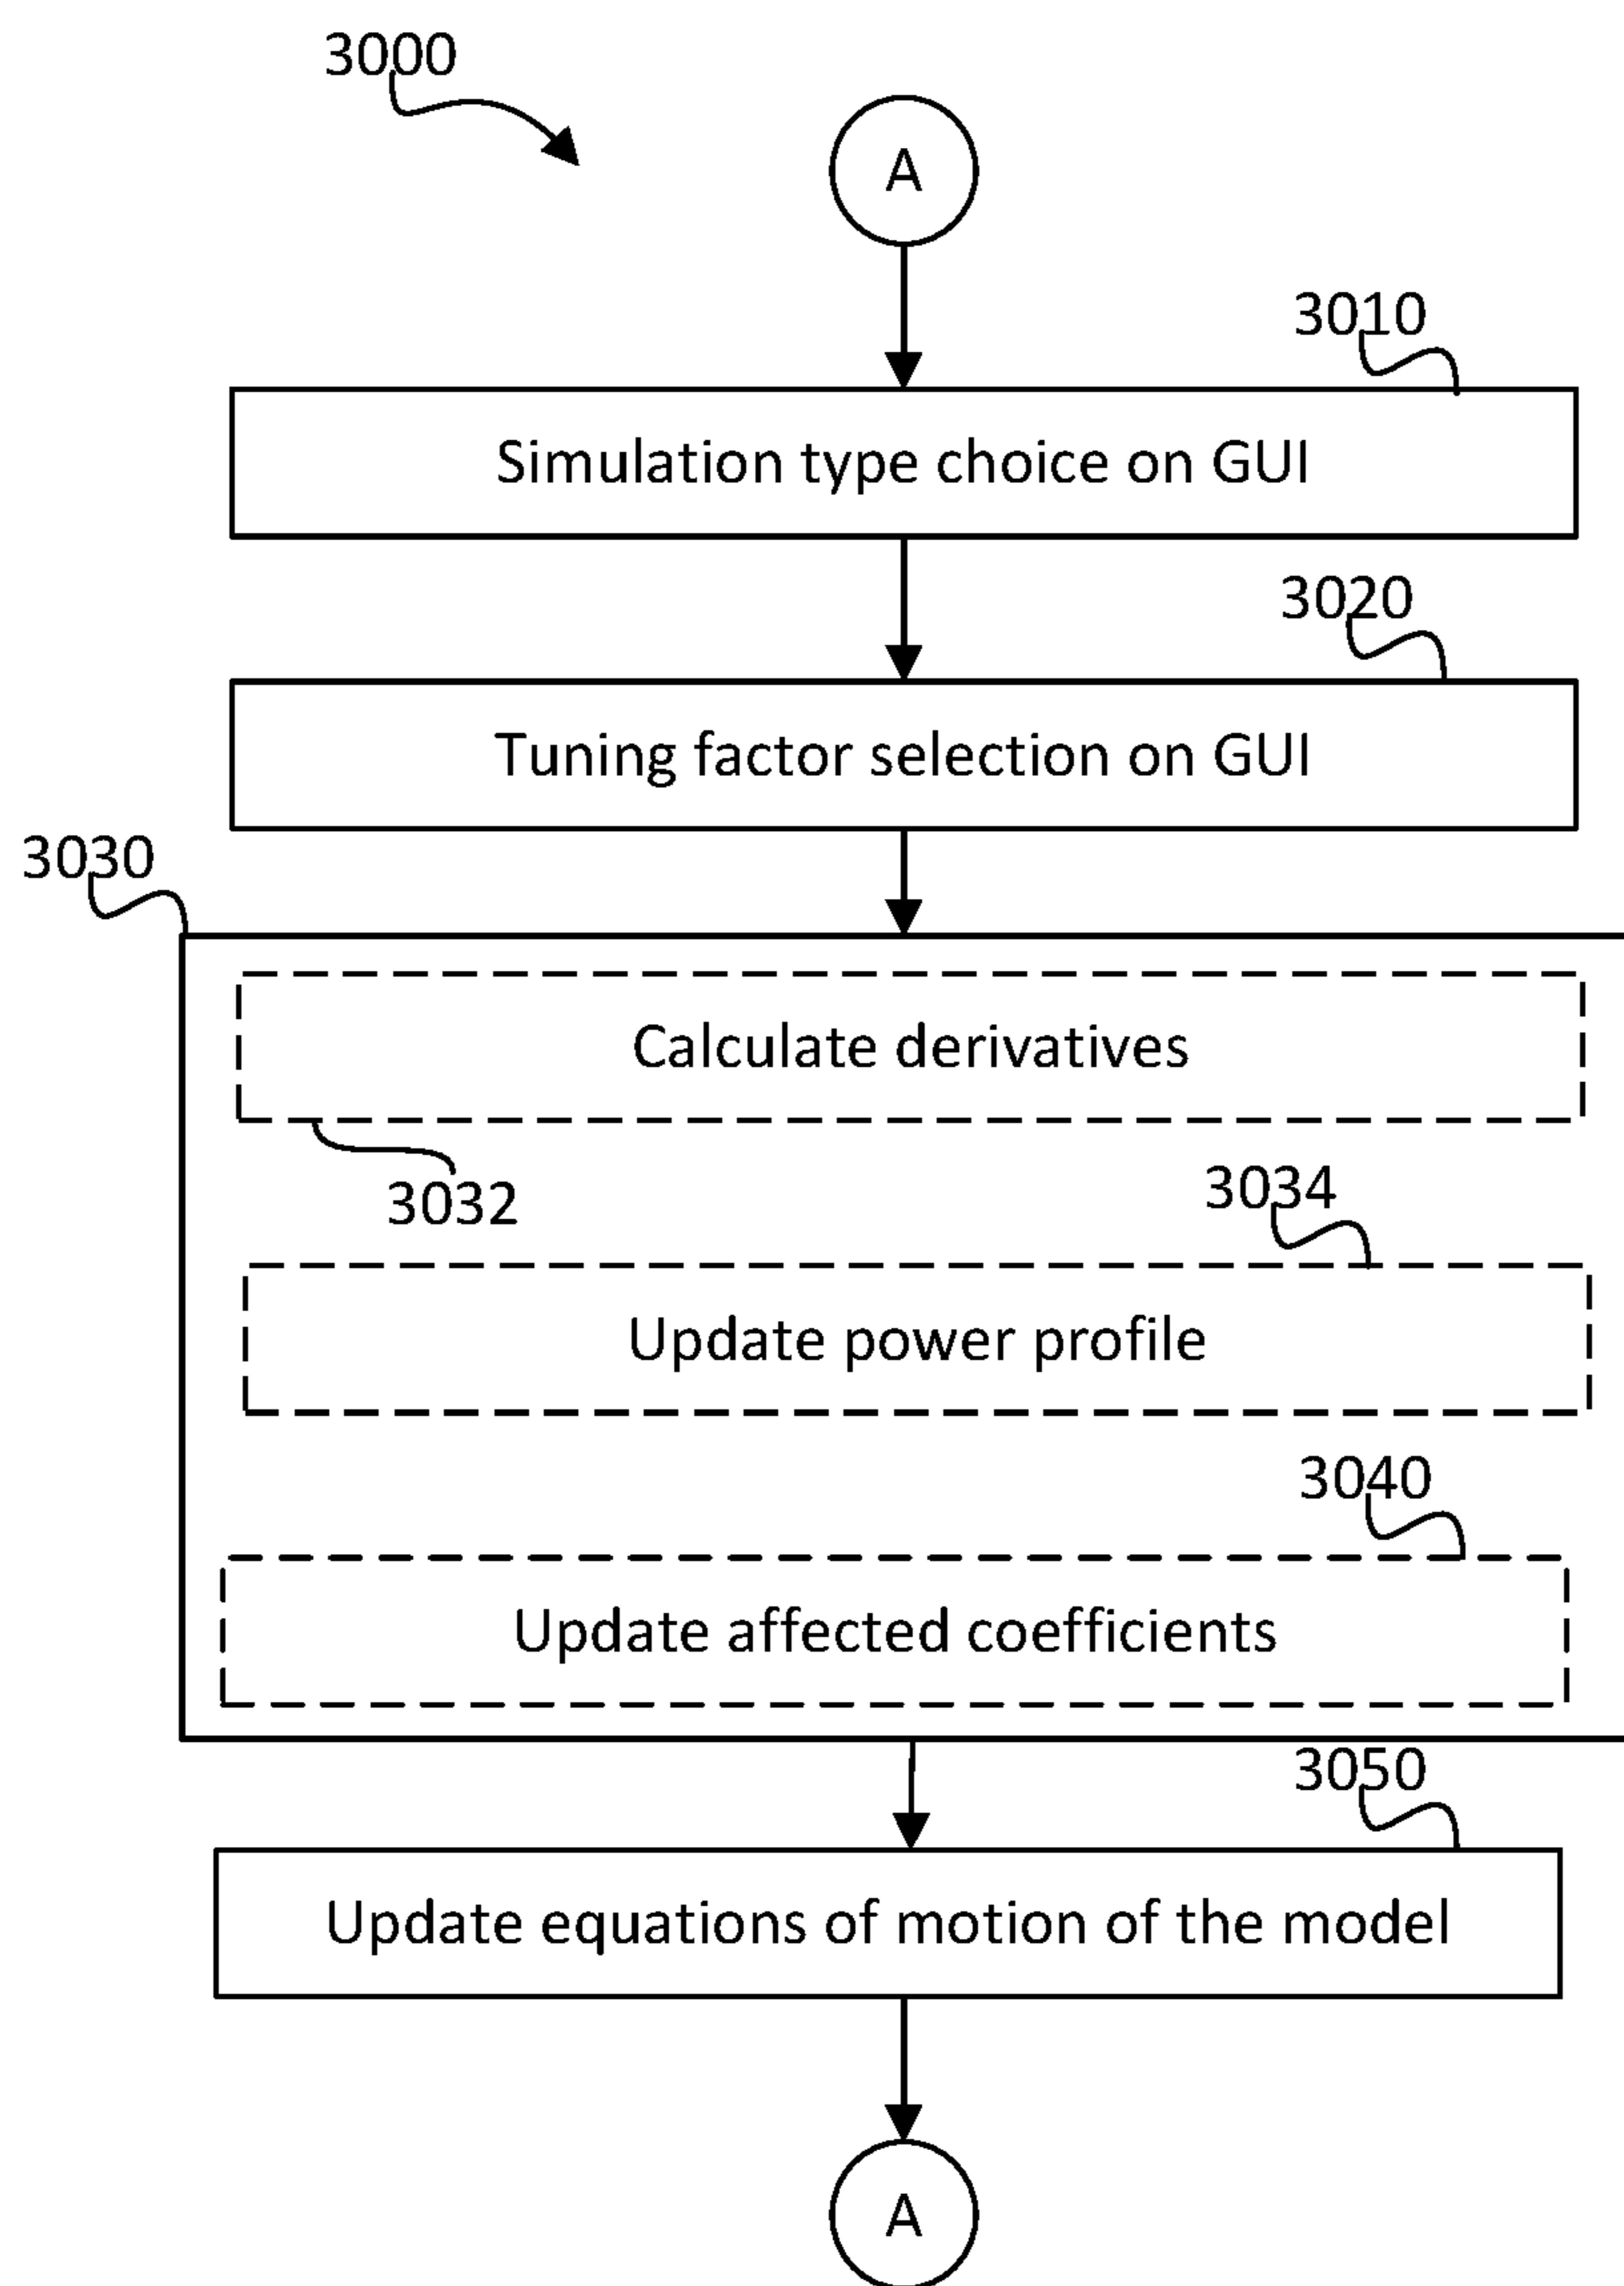 3000
A
3010
Simulation type choice on GUI
3020
Tuning factor selection on GUI
3030
Calculate derivatives
3032
3034
Update power profile
3040
Update affected coefficients
3050
Update equations of motion of the model
A